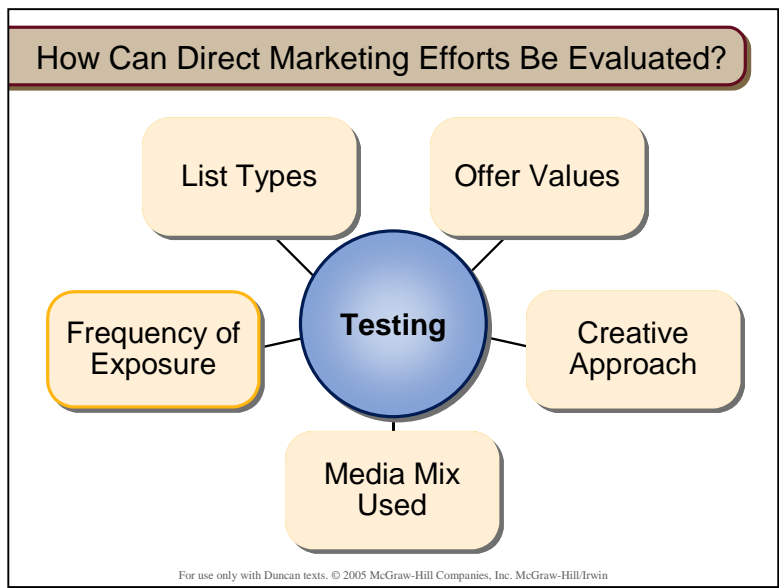 How Can Direct Marketing Efforts Be Evaluated?
List Types
Offer Values
Testing
Frequency of
Exposure
Creative
Approach
Media Mix
Used
For use only with Duncan texts. © 2005 McGraw-Hill Companies, Inc. McGraw-Hill/Irwin